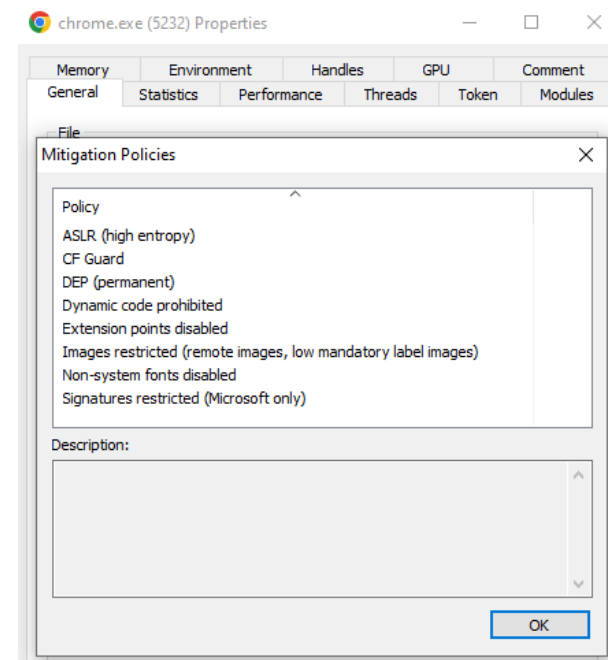 chrome.exe (5232) Properties
Memory Environment Handles GPU Comment
General Statistics Performance Threads Token Modules
File
Mitigation Policies
Policy
ASLR (high entropy)
CF Guard
DEP (permanent)
Dynamic code prohibited
Extension points disabled
Images restricted (remote images, low mandatory label images)
Non-system fonts disabled
Signatures restricted (Microsoft only)
Description:
OK